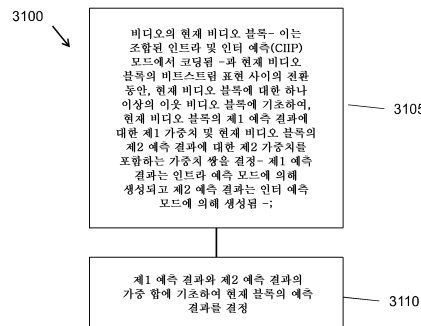 3100
비디오의 현재 비디오 블록- 이는
조합된 인트라 및 인터 예측(CIIP)
모드에서 코딩됨 -과 현재 비디오
블록의 비트스트림 표현 사이의 전환
동안, 현재 비디오 블록에 대한 하나
이상의 이웃 비디오 블록에 기초하여,
현재 비디오 블록의 제1 예측 결과에
대한 제1 가중치 및 현재 비디오 블록의
제2 예측 결과에 대한 제2 가중치를
포함하는 가중치 쌍을 결정- 제1 예측
결과는 인트라 예측 모드에 의해
생성되고 제2 예측 결과는 인터 예측
모드에 의해 생성됨 -;
3105
제1 예측 결과와 제2 예측 결과의
가중 합에 기초하여 현재 블록의 예측
결과를 결정
3110